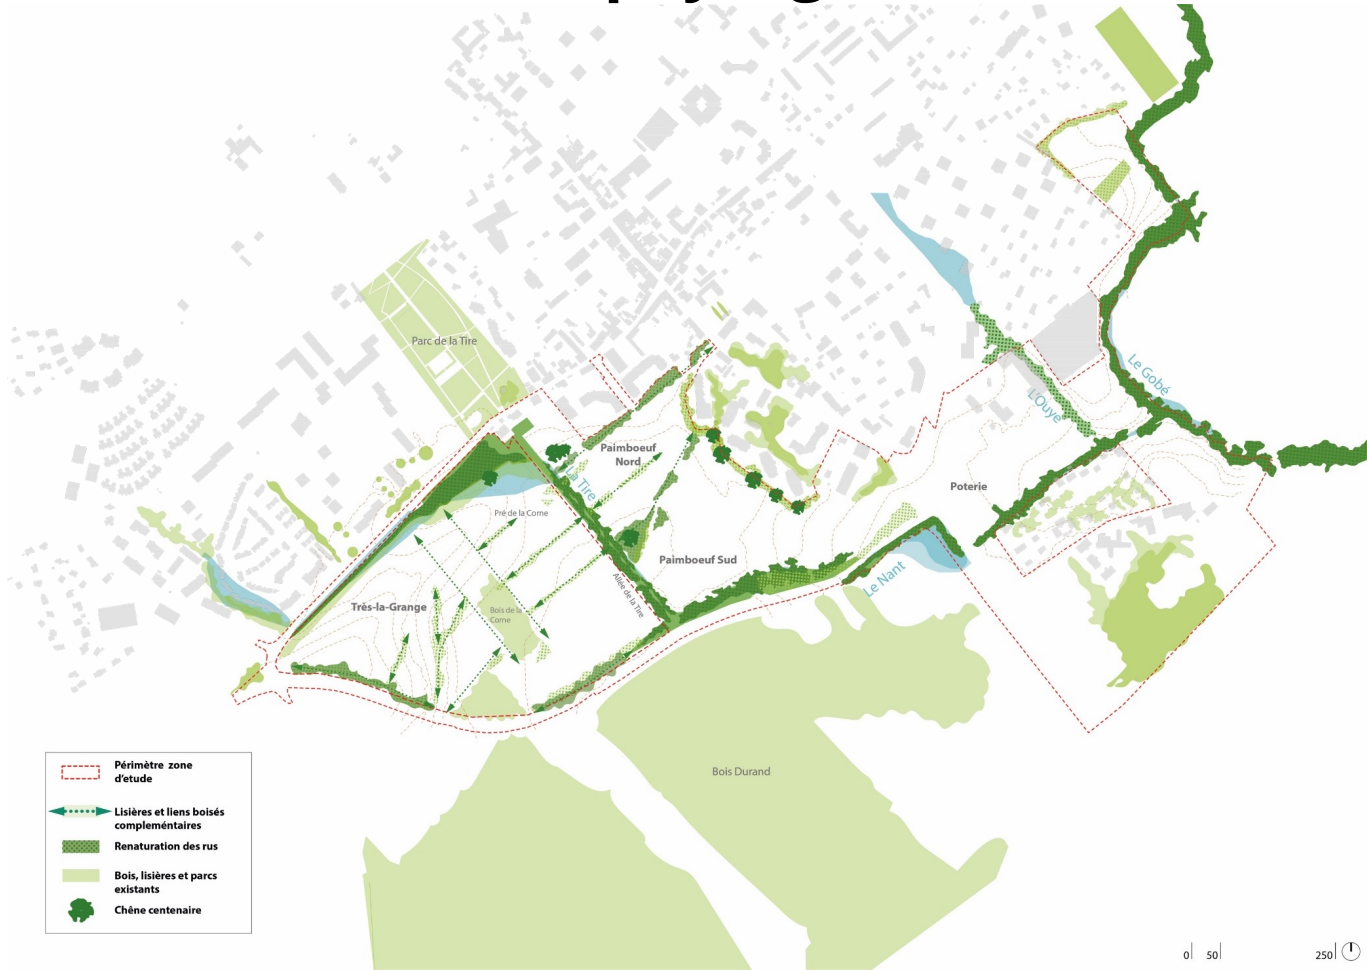 Parc de la Tire
Le Gobé
L'Ouye
Paimboeuf
Nord
La Tire
Poterie
Pré de la Corne
Paimboeuf Sud
Le Nant
Allée de la Tire
Très-la-Grange
Bois de la
Corne
Bois Durand
Périmètre zone
d'etude
Lisières et liens boisés
compleméntaires
Renaturation des rus
Bois, lisières et parcs
existants
Chêne centenaire
0 50 250